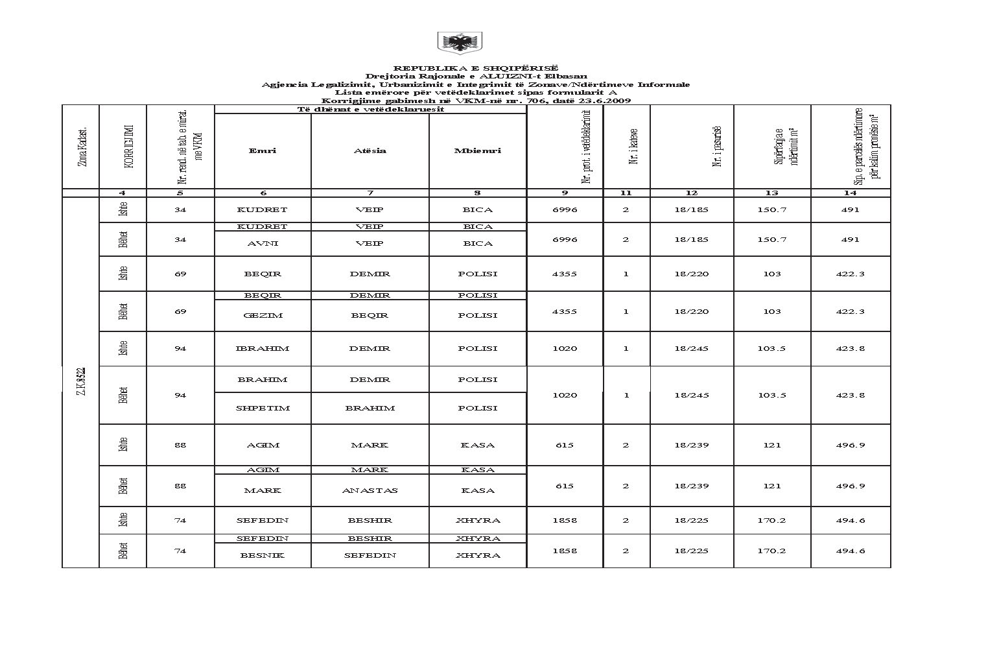 REPUBLIKA E SHQIPËRISË
Drejtoria Rajonale e ALUIZNI-t Elbasan
Agjencia Legalizimit, Urbanizimit e Integrimit të Zonave/Ndërtimeve Informale
Lista emërore për vetëdeklarimet sipas formularit A
Korrigjime gabimesh në VKM-në nr. 706, datë 23.6.2009
Zona Kadast. KORRIGJIMI Nr. rend. në tab. e mirat. me VKM Të dhënat e vetëdeklaruesit Nr. prot. i vetëdeklarimit Nr. i kateve Nr. i pasurisë Sipërfaqja e ndërtimit m² Sip. e parcelës ndërtimore për kalim pronësie m²
Emri Atësia Mbiemri
4 5 6 7 8 9 11 12 13 14
Z.K.8522
Ishte 34 KUDRET VEIP BICA 6996 2 18/185 150.7 491
Bëhet 34 KUDRET VEIP BICA 6996 2 18/185 150.7 491
AVNI VEIP BICA
Ishte 69 BEQIR DEMIR POLISI 4355 1 18/220 103 422.3
Bëhet 69 BEQIR DEMIR POLISI 4355 1 18/220 103 422.3
GEZIM BEQIR POLISI
Ishte 94 IBRAHIM DEMIR POLISI 1020 1 18/245 103.5 423.8
Bëhet 94 BRAHIM DEMIR POLISI 1020 1 18/245 103.5 423.8
SHPETIM BRAHIM POLISI
Ishte 88 AGIM MARK KASA 615 2 18/239 121 496.9
Bëhet 88 AGIM MARK KASA 615 2 18/239 121 496.9
MARK ANASTAS KASA
Ishte 74 SEFEDIN BESHIR XHYRA 1858 2 18/225 170.2 494.6
Bëhet 74 SEFEDIN BESHIR XHYRA 1858 2 18/225 170.2 494.6
BESNIK SEFEDIN XHYRA